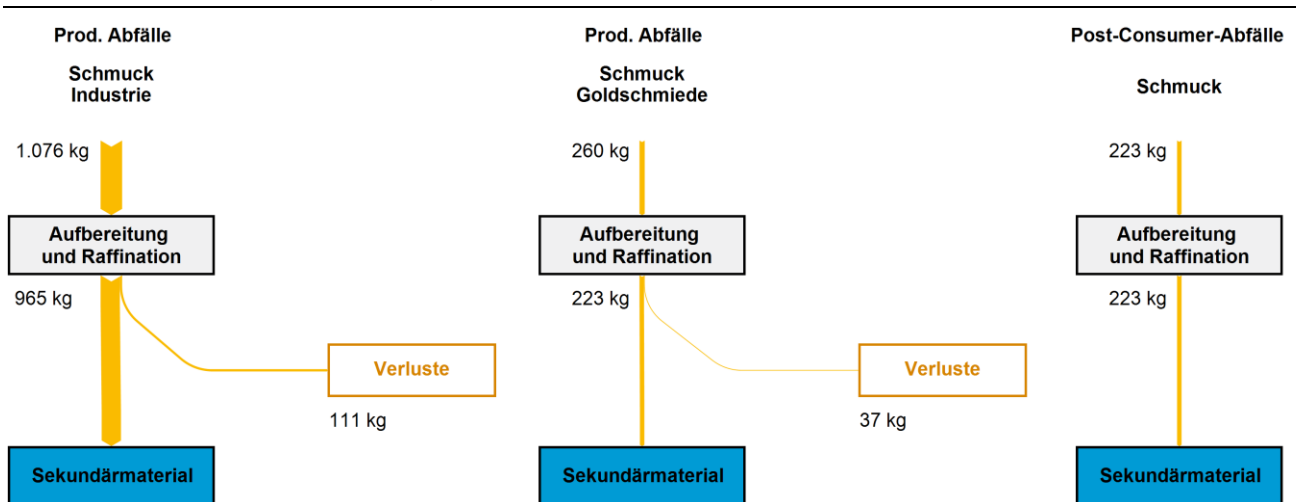 Prod. Abfälle
Schmuck
Industrie
1.076 kg
Aufbereitung
und Raffination
965 kg
Verluste
111 kg
Sekundärmaterial
Prod. Abfälle
Schmuck
Goldschmiede
260 kg
Aufbereitung
und Raffination
223 kg
Verluste
37 kg
Sekundärmaterial
Post-Consumer-Abfälle
Schmuck
223 kg
Aufbereitung
und Raffination
223 kg
Sekundärmaterial